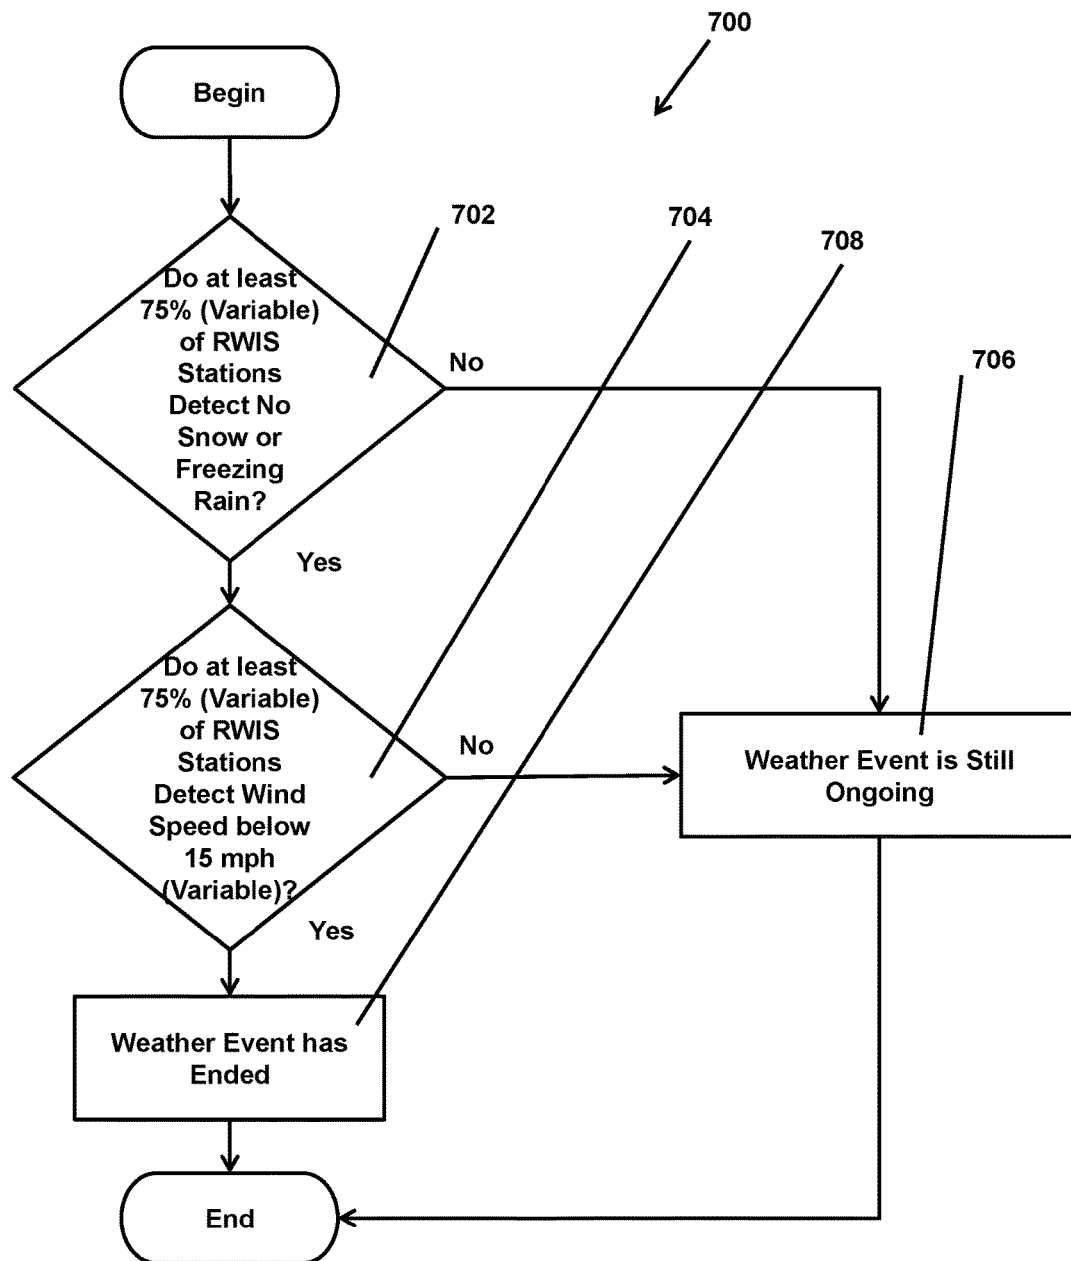 700
Begin
702
704
708
Do at least
75% (Variable)
of RWIS
Stations
Detect No
Snow or
Freezing
Rain?
No
706
Yes
Do at least
75% (Variable)
of RWIS
Stations
Detect Wind
Speed below
15 mph
(Variable)?
No
Weather Event is Still
Ongoing
Yes
Weather Event has
Ended
End